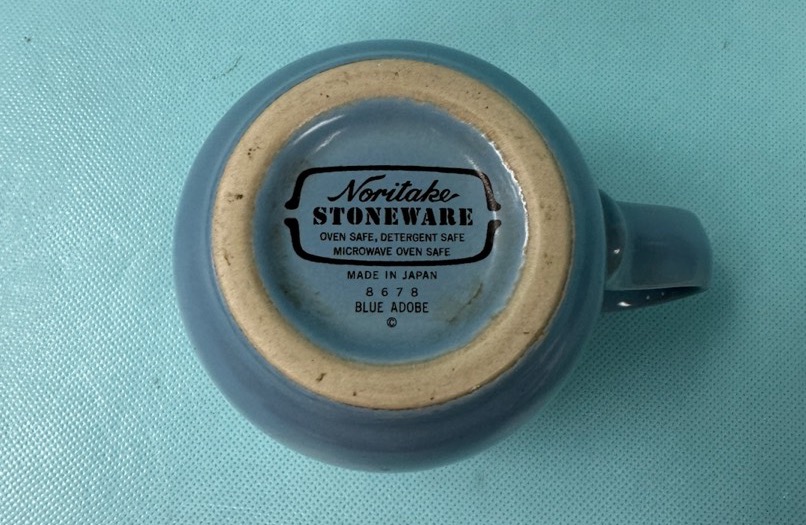 Noritake
STONEWARE
OVEN SAFE, DETERGENT SAFE
MICROWAVE OVEN SAFE
MADE IN JAPAN
8678
BLUE ADOBE
©